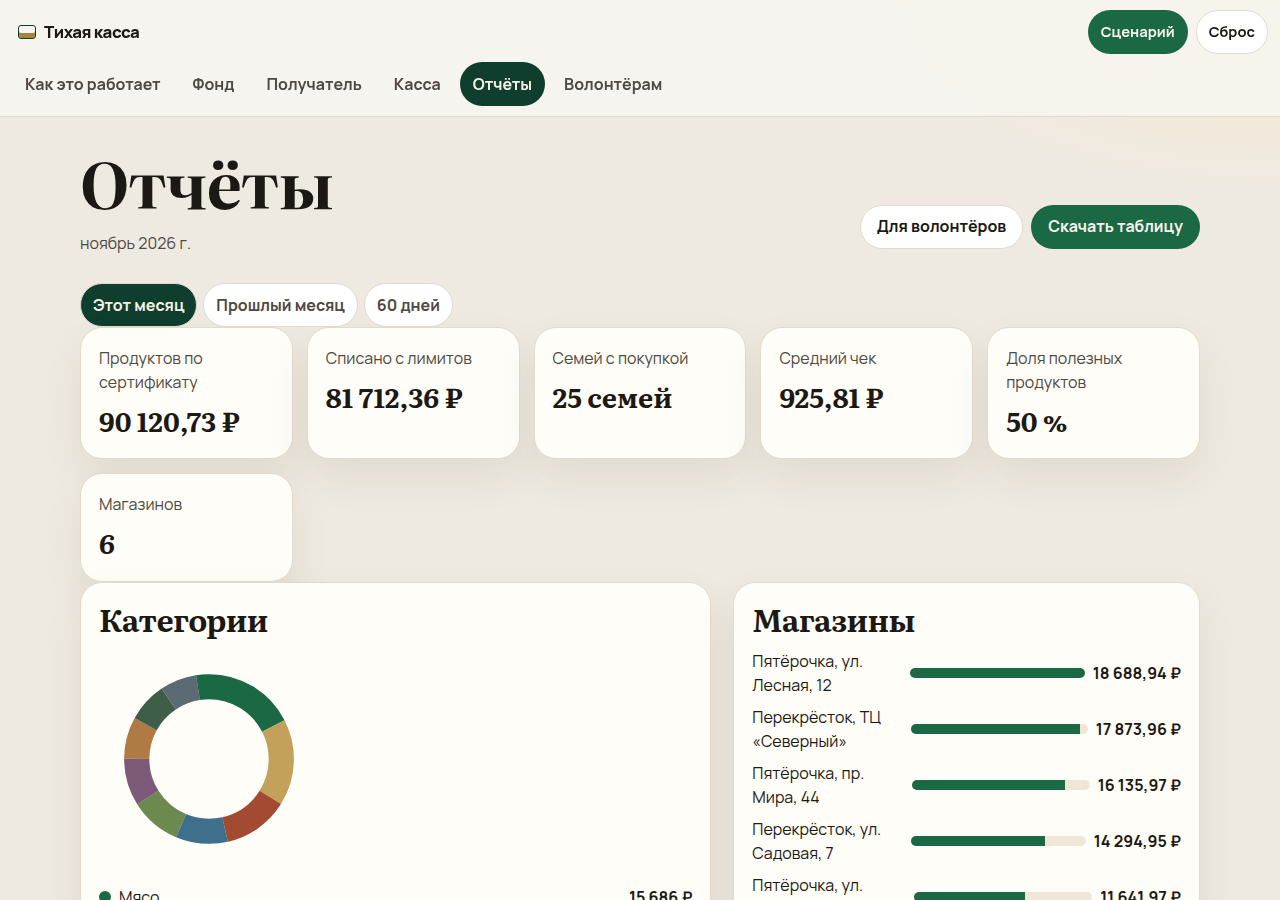 Тихая касса
Сценарий
Сброс
Как это работает
Фонд
Получатель
Касса
Отчёты
Волонтёрам
Отчёты
ноябрь 2026 г.
Для волонтёров
Скачать таблицу
Этот месяц
Прошлый месяц
60 дней
Продуктов по
сертификату
90 120,73 ₽
Списано с лимитов
81 712,36 ₽
Семей с покупкой
25 семей
Средний чек
925,81 ₽
Доля полезных
продуктов
50 %
Магазинов
6
Категории
Мясо
15 686 ₽
Магазины
Пятёрочка, ул.
Лесная, 12
18 688,94 ₽
Перекрёсток, ТЦ
«Северный»
17 873,96 ₽
Пятёрочка, пр.
Мира, 44
16 135,97 ₽
Перекрёсток, ул.
Садовая, 7
14 294,95 ₽
Пятёрочка, ул.
11 641,97 ₽